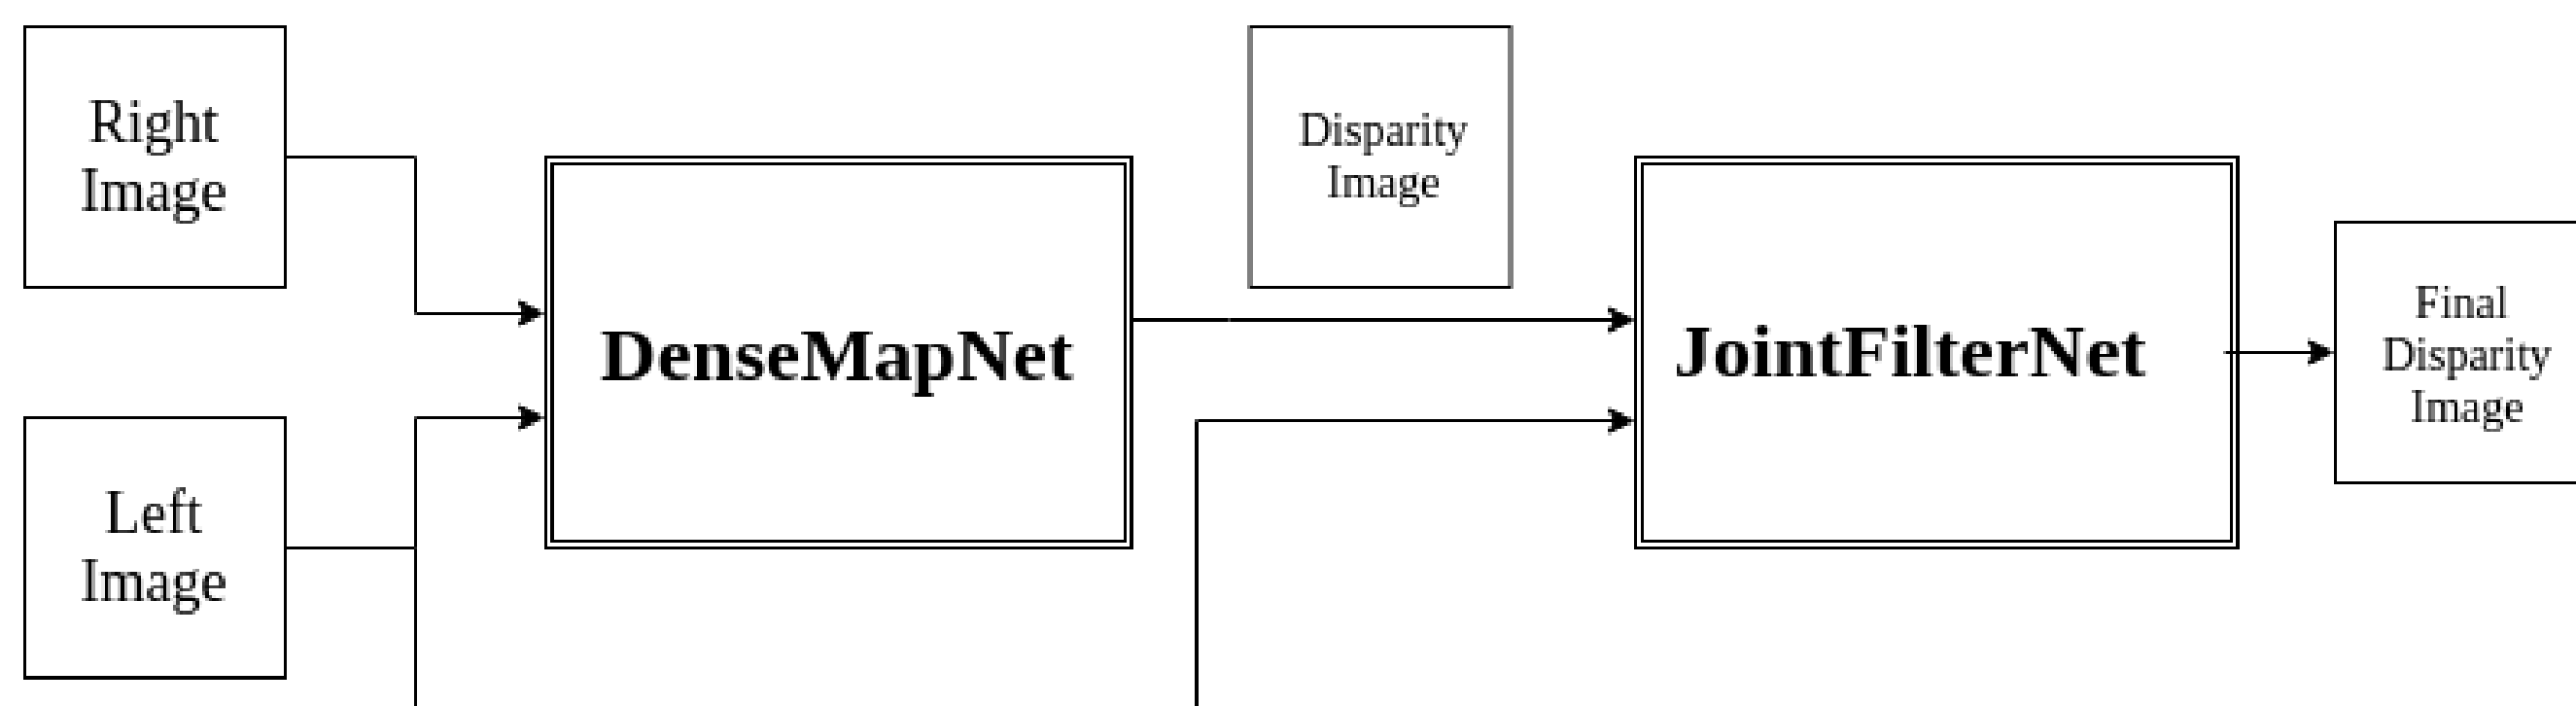 Right
Image
Left
Image
DenseMapNet
Disparity
Image
JointFilterNet
Final
Disparity
Image